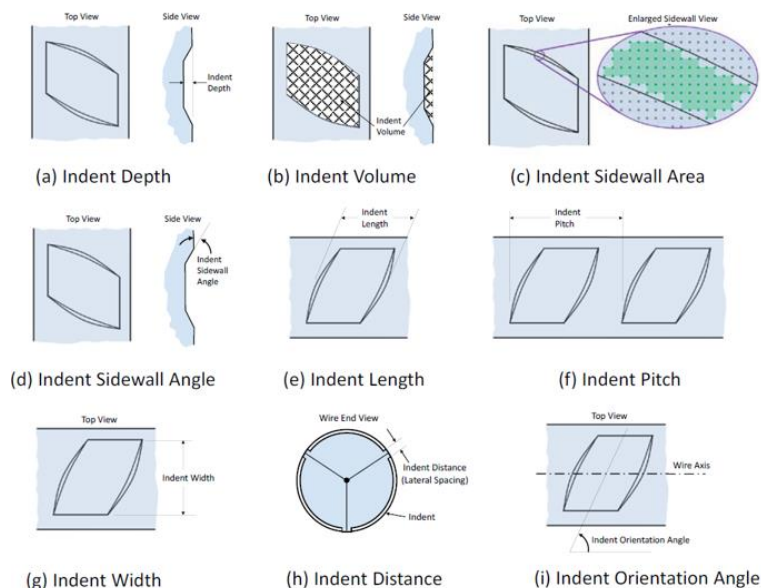 Top View Side View
Indent
Depth
(a) Indent Depth
Top View Side View
Indent
Volume
(b) Indent Volume
Top View Enlarged Sidewall View
(c) Indent Sidewall Area
Top View Side View
Indent
Sidewall
Angle
(d) Indent Sidewall Angle
Indent
Length
(e) Indent Length
Indent
Pitch
(f) Indent Pitch
Top View
Indent Width
(g) Indent Width
Wire End View
Indent Distance
(Lateral Spacing)
Indent
(h) Indent Distance
Top View
Wire Axis
Indent Orientation Angle
(i) Indent Orientation Angle